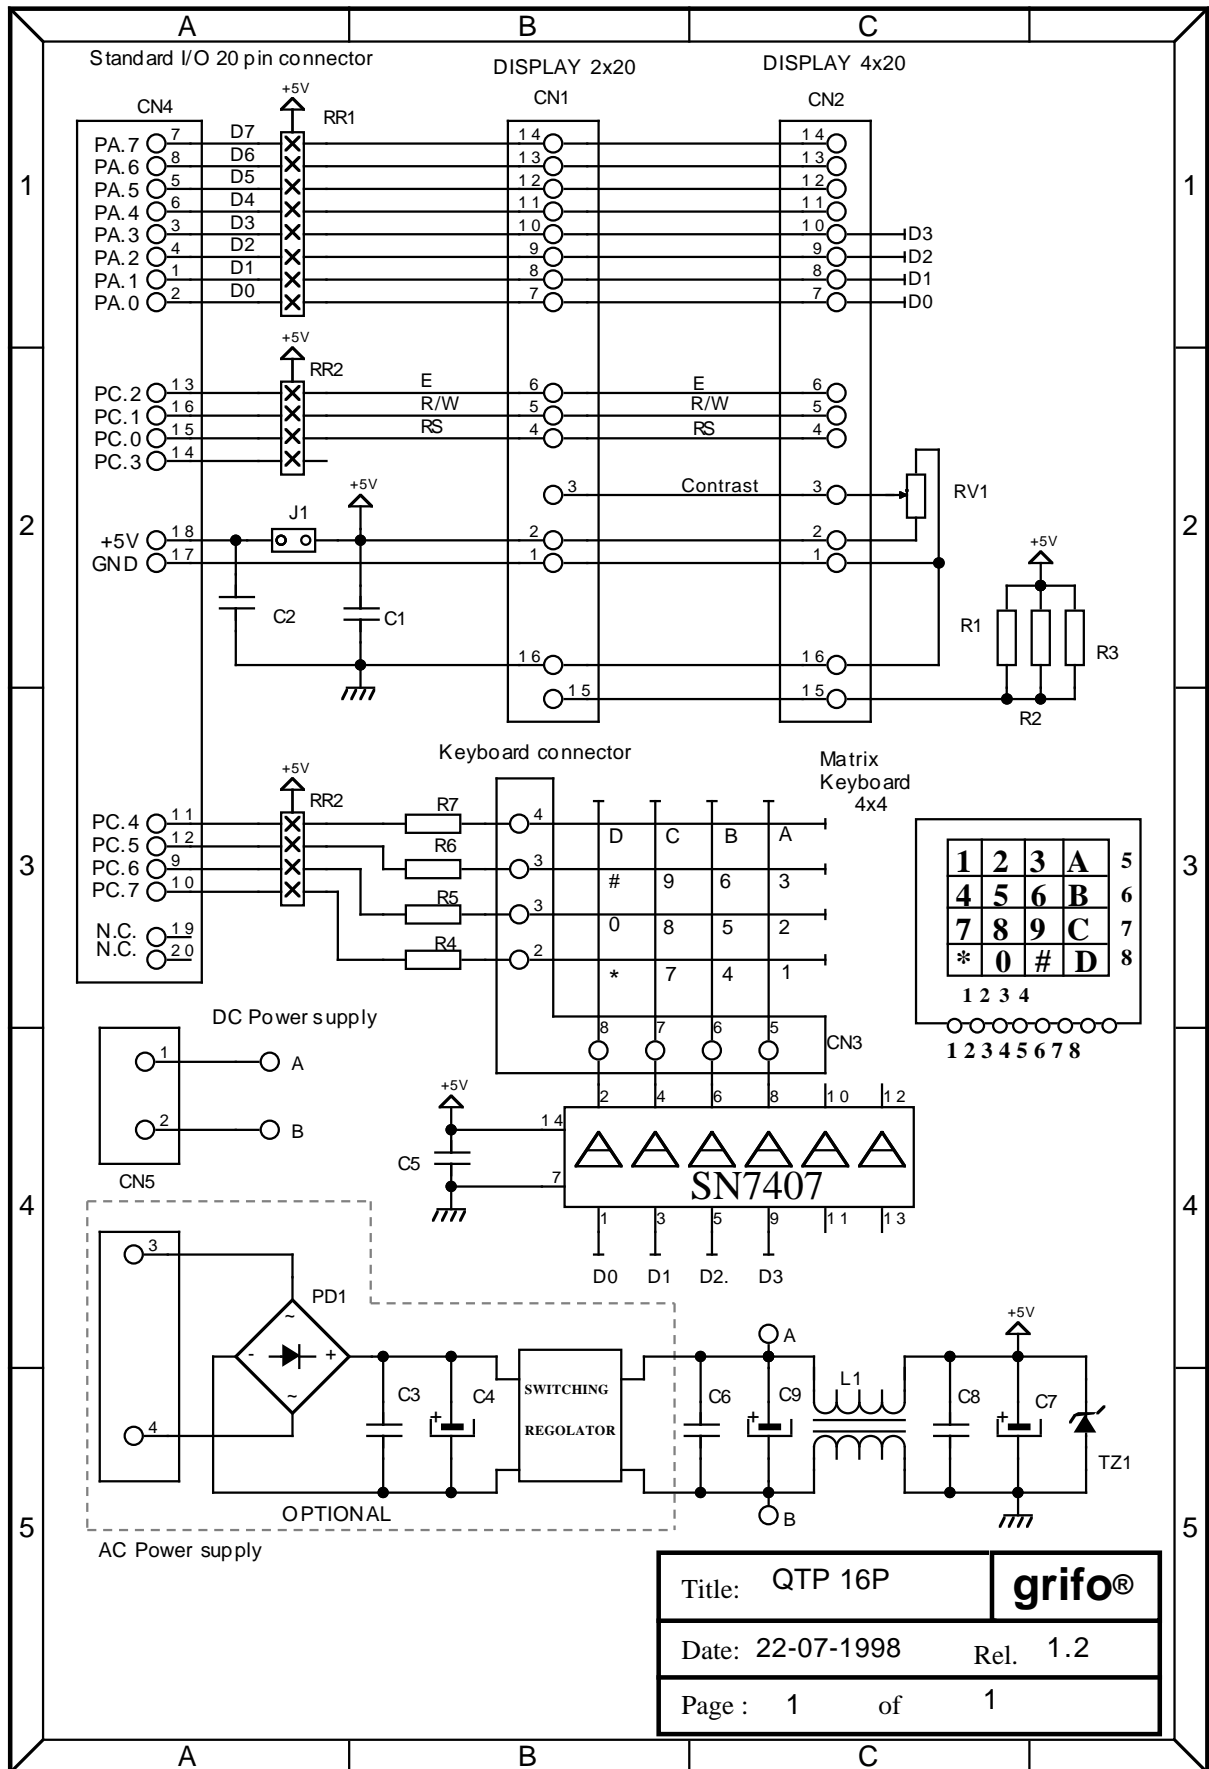 A B C
Standard I/O 20 pin connector
DISPLAY 2x20
DISPLAY 4x20
CN4
+5V
RR1
CN1
CN2
1
1
PA.7 7 D7 14 14
PA.6 8 D6 13 13
PA.5 5 D5 12 12
PA.4 6 D4 11 11
PA.3 3 D3 10 10 D3
PA.2 4 D2 9 9 D2
PA.1 1 D1 8 8 D1
PA.0 2 D0 7 7 D0
+5V
RR2
PC.2 13 E 6 E 6
PC.1 16 R/W 5 R/W 5
PC.0 15 RS 4 RS 4
PC.3 14
3 Contrast 3 RV1
2
2
+5V
J1
+5V 18 2 2
GND 17 1 1
+5V
C2 C1
R1 R3
16 16
15 15
R2
Keyboard connector
Matrix
Keyboard
4x4
+5V
RR2
3
3
PC.4 11 R7 4
D C B A
PC.5 12 R6 3
# 9 6 3
PC.6 9 R5 3
0 8 5 2
PC.7 10 R4 2
* 7 4 1
N.C. 19
N.C. 20
1 2 3 A 5
4 5 6 B 6
7 8 9 C 7
* 0 # D 8
1 2 3 4
1 2 3 4 5 6 7 8
8 7 6 5
CN3
DC Power supply
1 A
2 B
CN5
+5V
2 4 6 8 10 12
14
C5
7
SN7407
1 3 5 9 11 13
D0 D1 D2. D3
4
4
3
PD1
~
- +
~
4
C3
+
C4
SWITCHING
REGOLATOR
OPTIONAL
AC Power supply
A
C6
+
C9
B
L1
C8
+5V
+
C7
TZ1
5
5
Title: QTP 16P grifo®
Date: 22-07-1998 Rel. 1.2
Page : 1 of 1
A B C